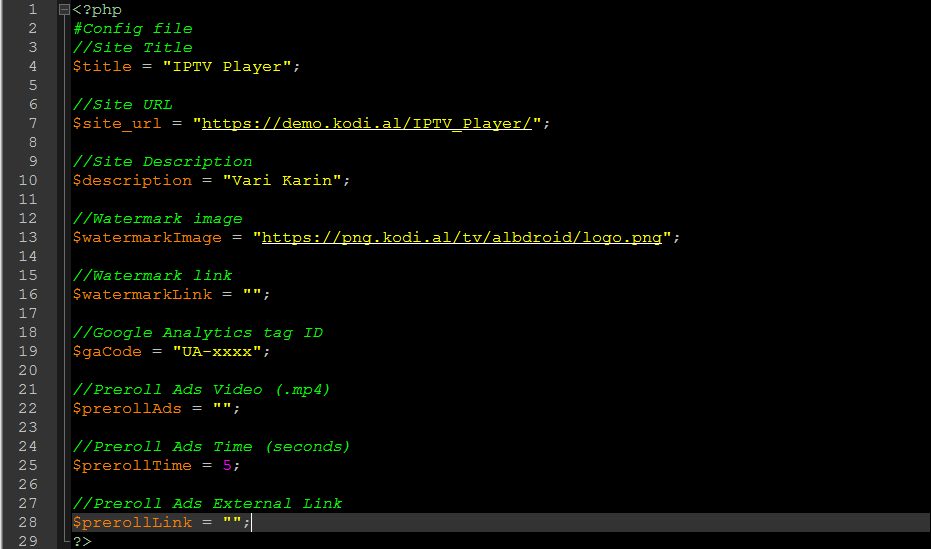 1 <?php
2 #Config file
3 //Site Title
4 $title = "IPTV Player";
5
6 //Site URL
7 $site_url = "https://demo.kodi.al/IPTV_Player/";
8
9 //Site Description
10 $description = "Vari Karin";
11
12 //Watermark image
13 $watermarkImage = "https://png.kodi.al/tv/albdroid/logo.png";
14
15 //Watermark link
16 $watermarkLink = "";
17
18 //Google Analytics tag ID
19 $gaCode = "UA-xxxx";
20
21 //Preroll Ads Video (.mp4)
22 $prerollAds = "";
23
24 //Preroll Ads Time (seconds)
25 $prerollTime = 5;
26
27 //Preroll Ads External Link
28 $prerollLink = "";
29 ?>